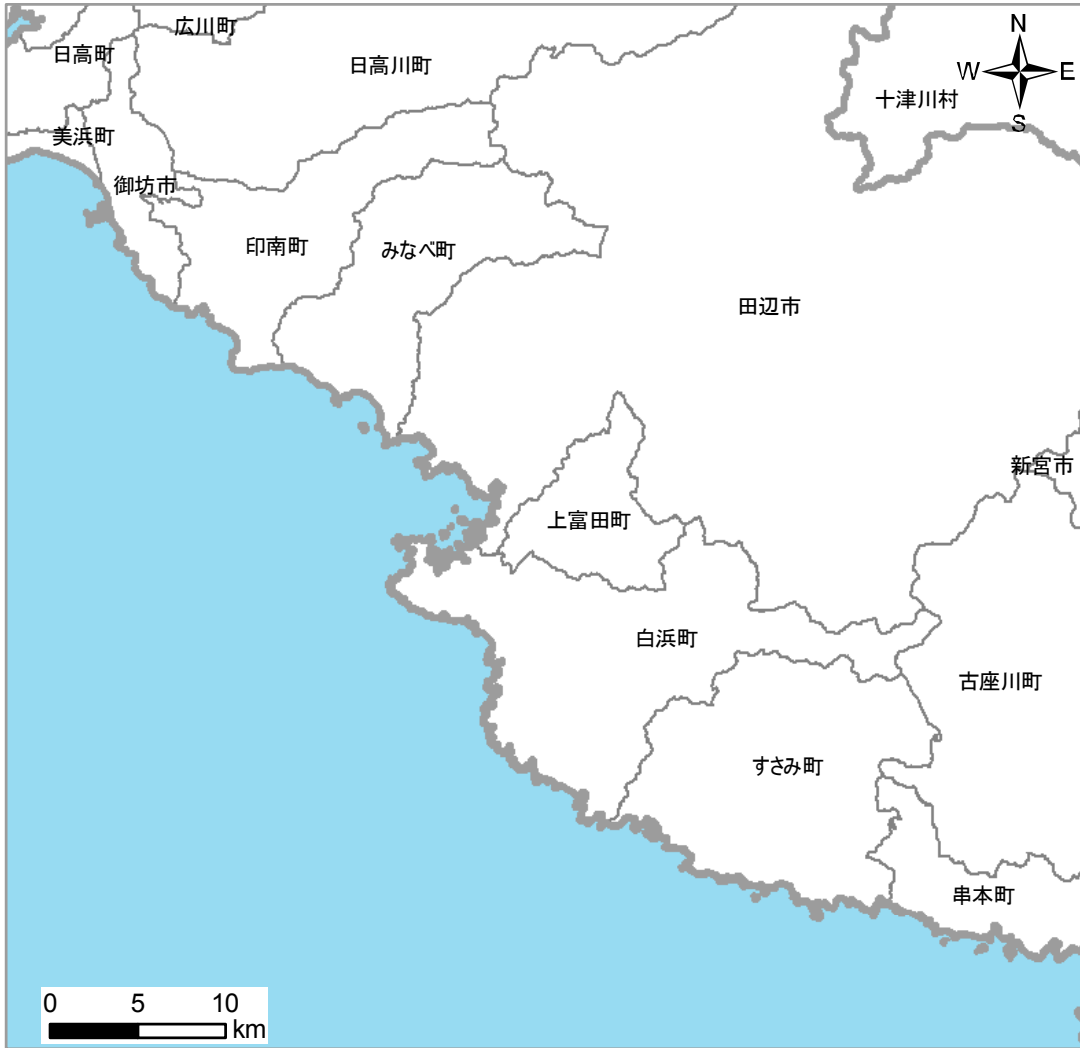 広川町
N
日高町
日高川町
W
E
十津川村
S
美浜町
御坊市
印南町
みなべ町
田辺市
新宮市
上富田町
白浜町
古座川町
すさみ町
串本町
0 5 10
km